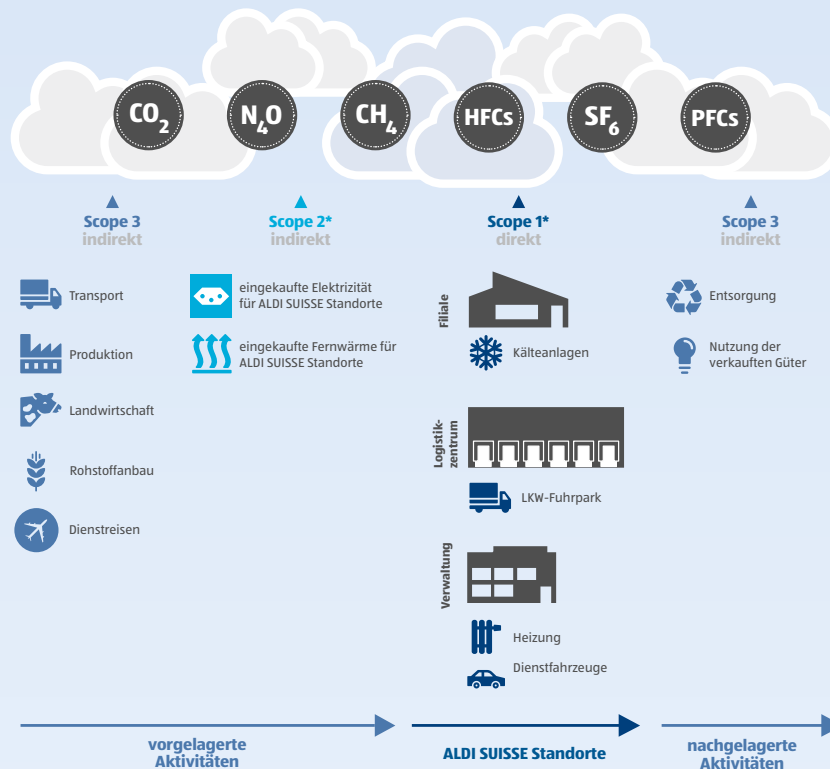 CO2
N4O
CH4
HFCs
SF6
PFCs
Scope 3
indirekt
Scope 2*
indirekt
Scope 1*
direkt
Scope 3
indirekt
Transport
Produktion
Landwirtschaft
Rohstoffanbau
Dienstreisen
eingekaufte Elektrizität
für ALDI SUISSE Standorte
eingekaufte Fernwärme für
ALDI SUISSE Standorte
Filiale
Kälteanlagen
Logistik-
zentrum
LKW-Fuhrpark
Verwaltung
Heizung
Dienstfahrzeuge
Entsorgung
Nutzung der
verkauften Güter
vorgelagerte
Aktivitäten
ALDI SUISSE Standorte
nachgelagerte
Aktivitäten